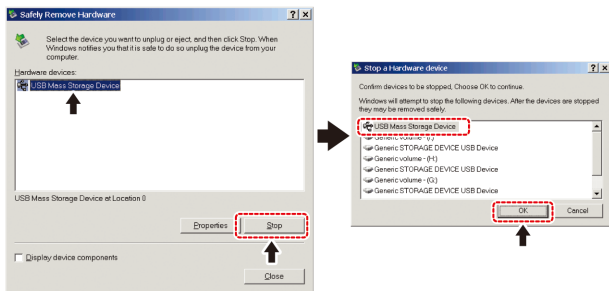 Safely Remove Hardware
Select the device you want to unplug or eject, and then click Stop. When
Windows notifies you that it is safe to do so unplug the device from your
computer.
Hardware devices:
USB Mass Storage Device
USB Mass Storage Device at Location 0
Properties
Stop
Display device components
Close
Stop a Hardware device
Confirm devices to be stopped, Choose OK to continue.
Windows will attempt to stop the following devices. After the devices are stopped
they may be removed safely.
USB Mass Storage Device
Generic volume - (I:)
Generic STORAGE DEVICE USB Device
Generic volume - (H:)
Generic STORAGE DEVICE USB Device
Generic volume - (G:)
Generic STORAGE DEVICE USB Device
OK
Cancel